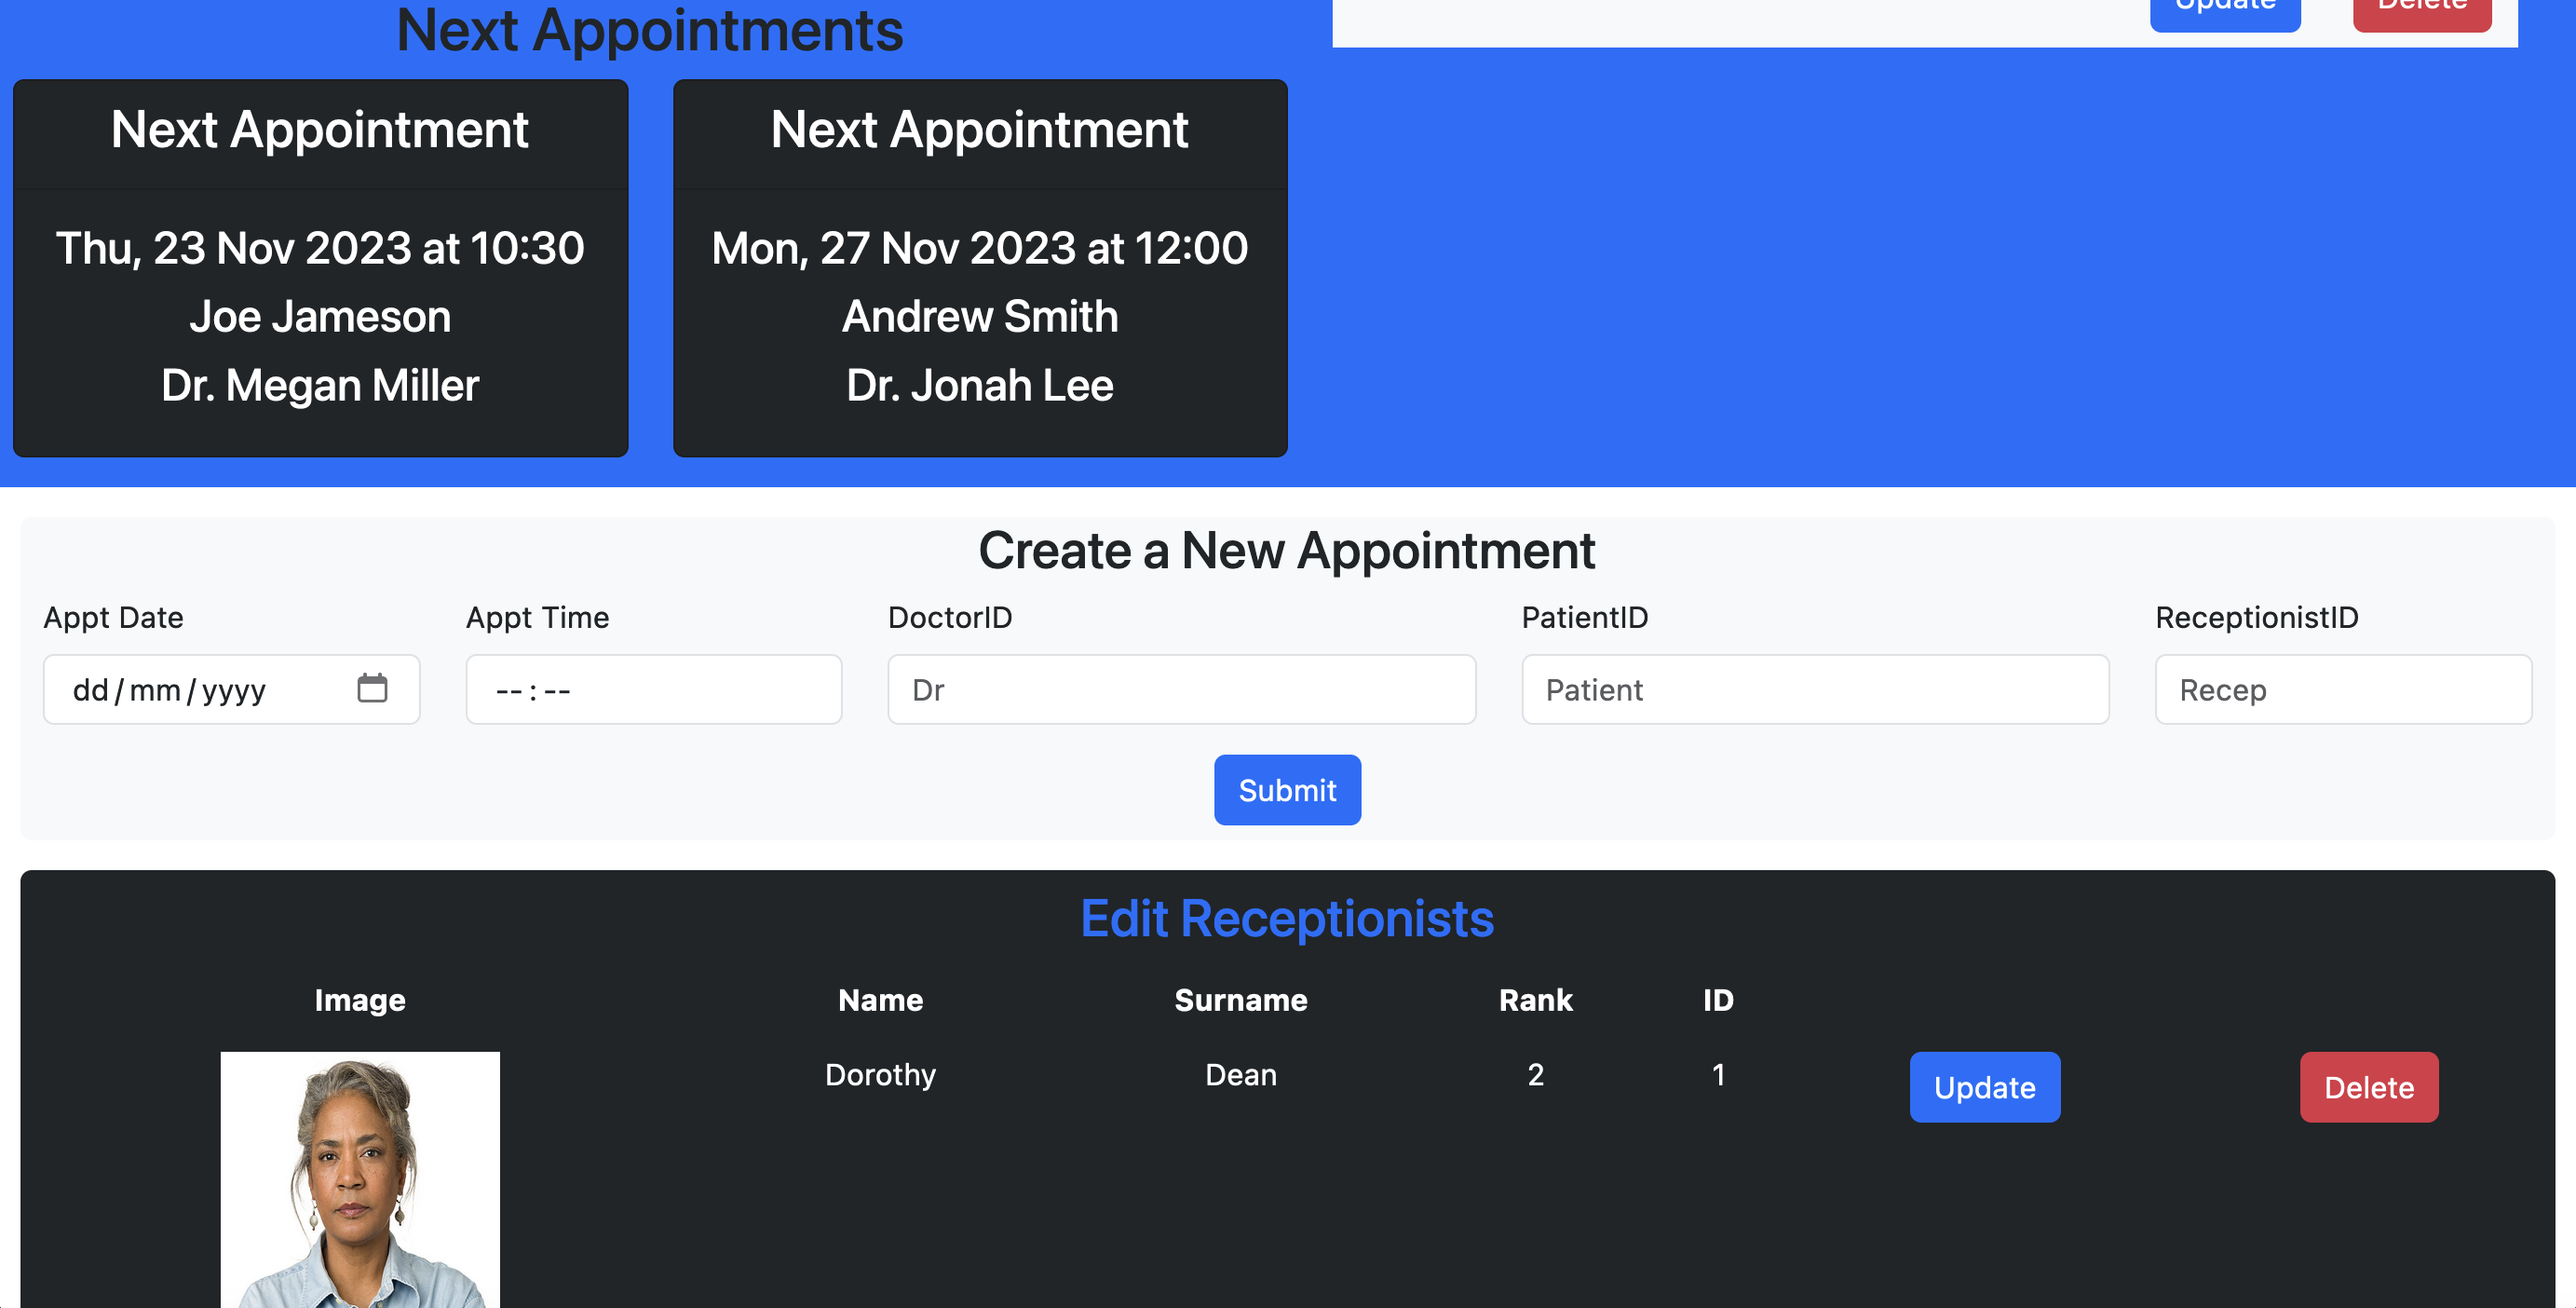 Next Appointments
Update Delete
Next Appointment
Thu, 23 Nov 2023 at 10:30
Joe Jameson
Dr. Megan Miller
Next Appointment
Mon, 27 Nov 2023 at 12:00
Andrew Smith
Dr. Jonah Lee
Create a New Appointment
Appt Date Appt Time DoctorID PatientID ReceptionistID
dd/mm/yyyy --:-- Dr Patient Recep
Submit
Edit Receptionists
Image Name Surname Rank ID
Dorothy Dean 2 1 Update Delete